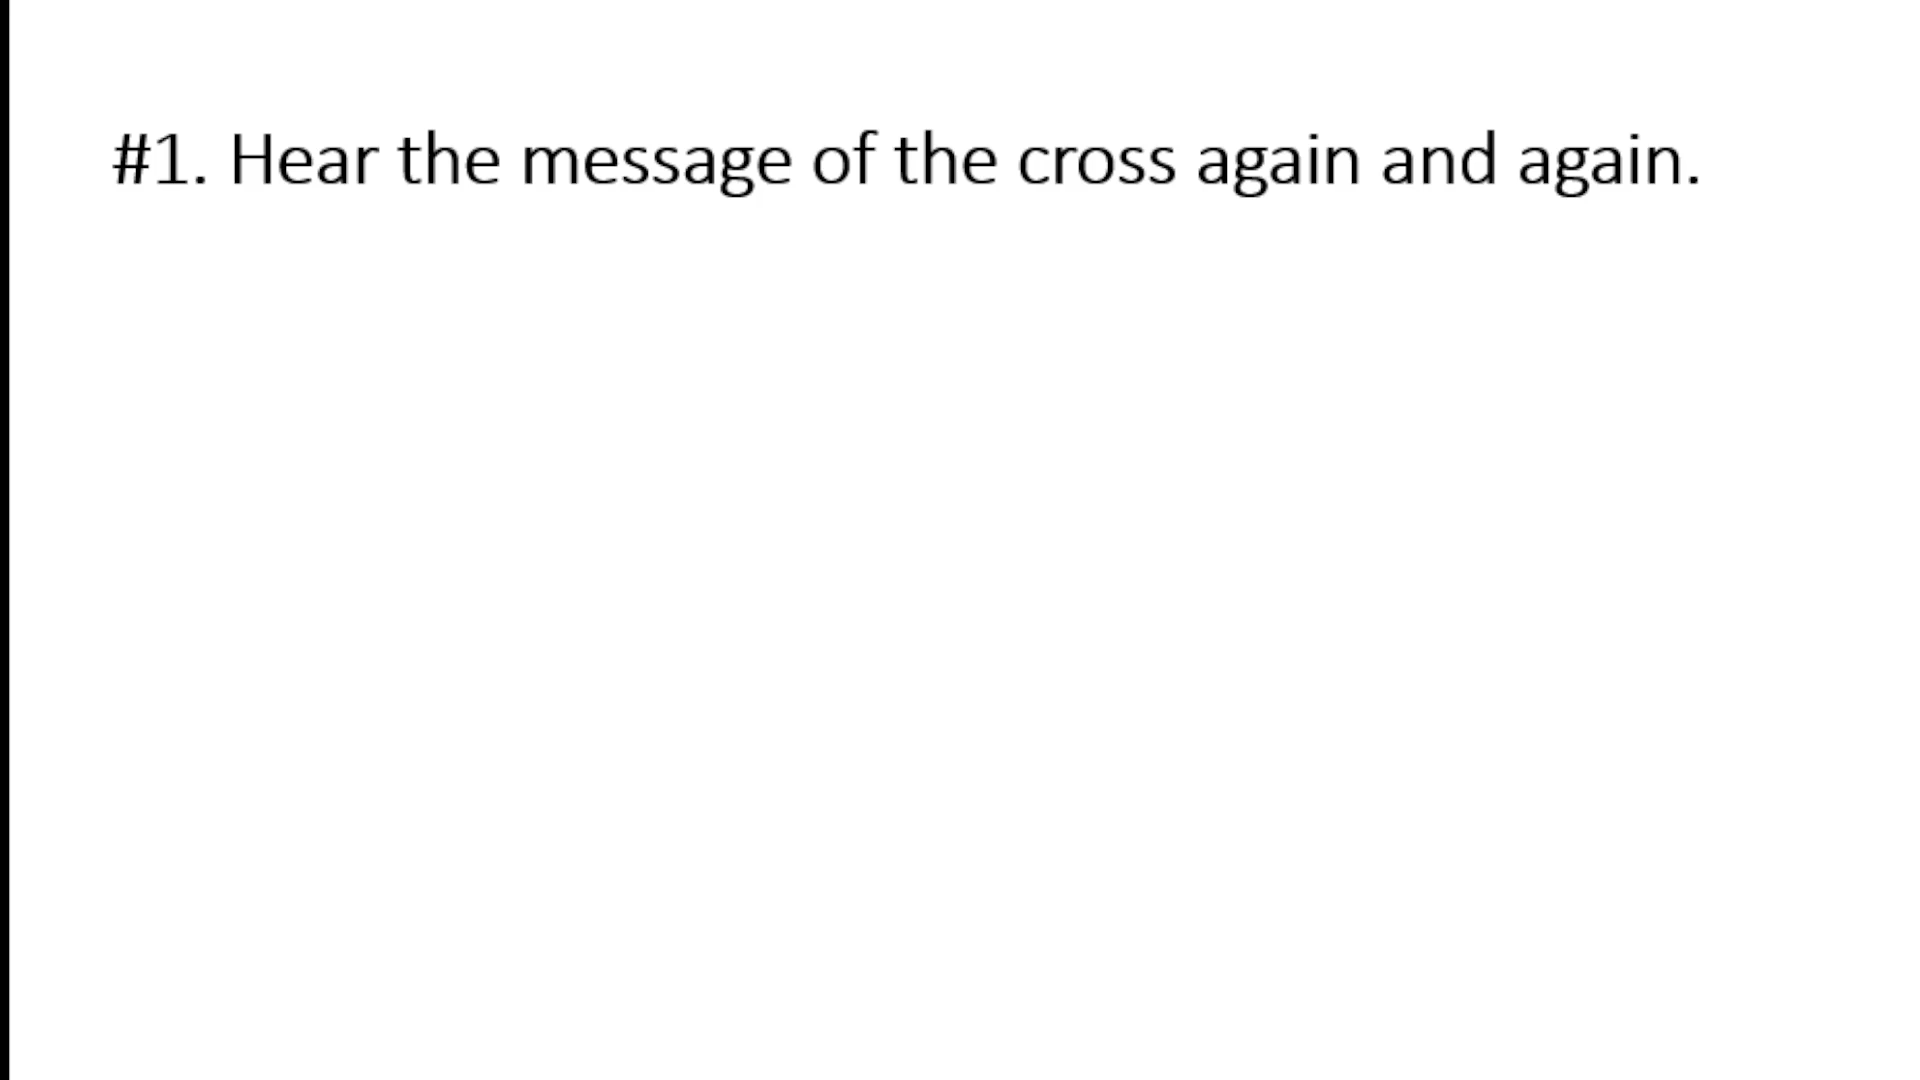 #1. Hear the message of the cross again and again.